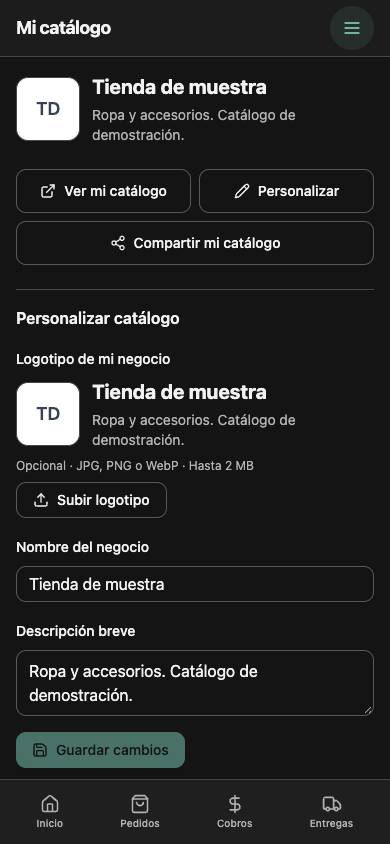 Mi catálogo
TD
Tienda de muestra
Ropa y accesorios. Catálogo de
demostración.
Ver mi catálogo
Personalizar
Compartir mi catálogo
Personalizar catálogo
Logotipo de mi negocio
TD
Tienda de muestra
Ropa y accesorios. Catálogo de
demostración.
Opcional · JPG, PNG o WebP · Hasta 2 MB
Subir logotipo
Nombre del negocio
Tienda de muestra
Descripción breve
Ropa y accesorios. Catálogo de
demostración.
Guardar cambios
Inicio
Pedidos
Cobros
Entregas